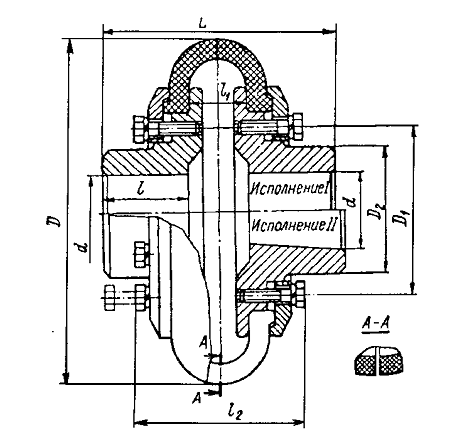 L
l₁
Исполнение I
Исполнение II
l
d
D
d
D₂
D₁
A-A
A
A
l₂